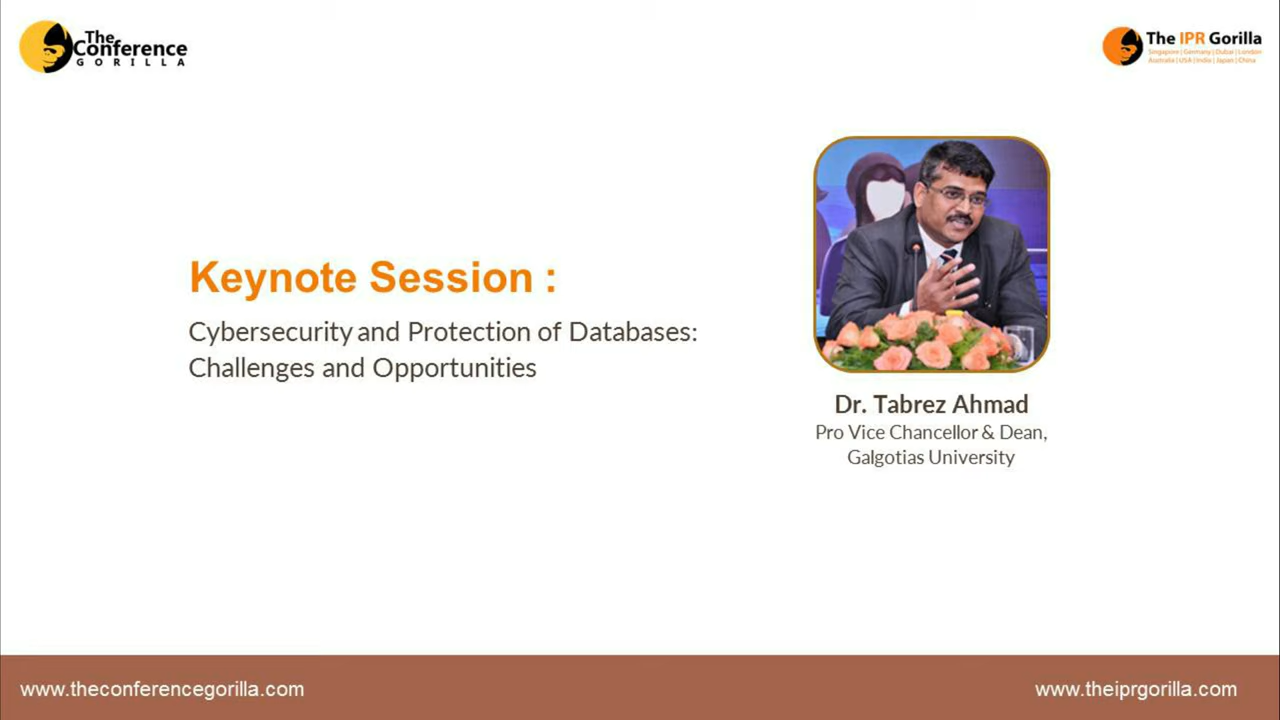 The
Conference
GORILLA
The IPR Gorilla
Singapore | Germany | Dubai | London
Australia | USA | India | Japan | China
Keynote Session :
Cybersecurity and Protection of Databases:
Challenges and Opportunities
Dr. Tabrez Ahmad
Pro Vice Chancellor & Dean,
Galgotias University
www.theconferencegorilla.com
www.theiprgorilla.com